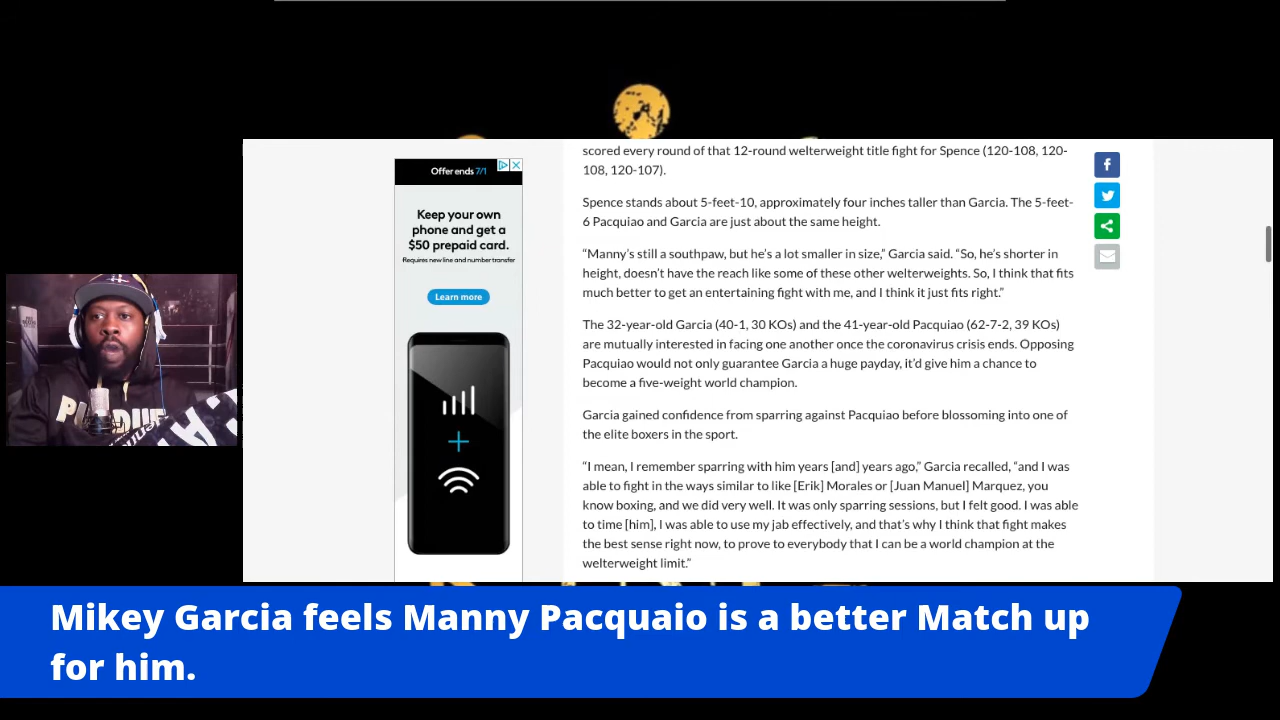 scored every round of that 12-round welterweight title fight for Spence (120-108, 120-
108, 120-107).
Spence stands about 5-feet-10, approximately four inches taller than Garcia. The 5-feet-
6 Pacquiao and Garcia are just about the same height.
“Manny’s still a southpaw, but he’s a lot smaller in size,” Garcia said. “So, he’s shorter in
height, doesn’t have the reach like some of these other welterweights. So, I think that fits
much better to get an entertaining fight with me, and I think it just fits right.”
The 32-year-old Garcia (40-1, 30 KOs) and the 41-year-old Pacquiao (62-7-2, 39 KOs)
are mutually interested in facing one another once the coronavirus crisis ends. Opposing
Pacquiao would not only guarantee Garcia a huge payday, it’d give him a chance to
become a five-weight world champion.
Garcia gained confidence from sparring against Pacquiao before blossoming into one of
the elite boxers in the sport.
“I mean, I remember sparring with him years [and] years ago,” Garcia recalled, “and I was
able to fight in the ways similar to like [Erik] Morales or [Juan Manuel] Marquez, you
know boxing, and we did very well. It was only sparring sessions, but I felt good. I was able
to time [him], I was able to use my jab effectively, and that’s why I think that fight makes
the best sense right now, to prove to everybody that I can be a world champion at the
welterweight limit.”
Offer ends 7/1
Keep your own
phone and get a
$50 prepaid card.
Requires new line and number transfer
Learn more
Mikey Garcia feels Manny Pacquaio is a better Match up
for him.